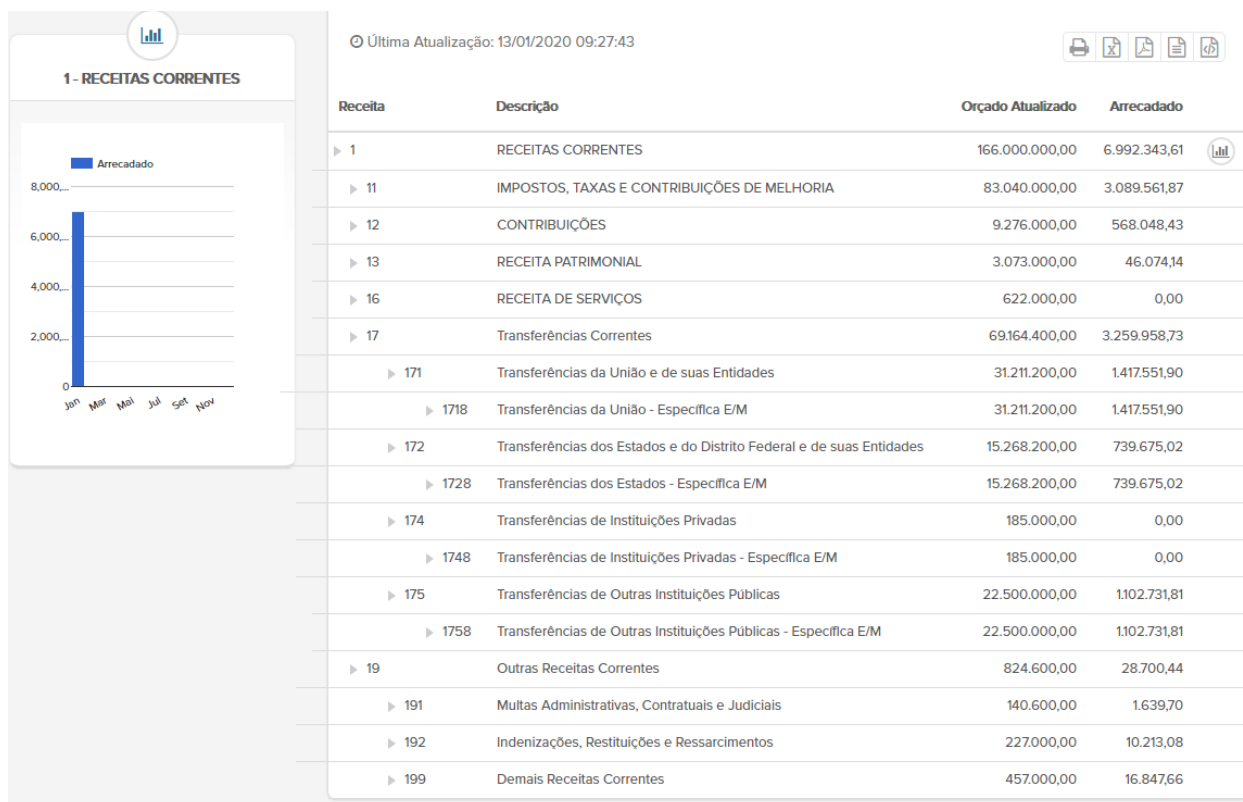 1 - RECEITAS CORRENTES
Arrecadado
8,000,...
6,000,...
4,000,...
2,000,...
0
Jan Mar Mai Jul Set Nov
Última Atualização: 13/01/2020 09:27:43
Receita Descrição Orçado Atualizado Arrecadado
1 RECEITAS CORRENTES 166.000.000,00 6.992.343,61
11 IMPOSTOS, TAXAS E CONTRIBUIÇÕES DE MELHORIA 83.040.000,00 3.089.561,87
12 CONTRIBUIÇÕES 9.276.000,00 568.048,43
13 RECEITA PATRIMONIAL 3.073.000,00 46.074,14
16 RECEITA DE SERVIÇOS 622.000,00 0,00
17 Transferências Correntes 69.164.400,00 3.259.958,73
171 Transferências da União e de suas Entidades 31.211.200,00 1.417.551,90
1718 Transferências da União - Específica E/M 31.211.200,00 1.417.551,90
172 Transferências dos Estados e do Distrito Federal e de suas Entidades 15.268.200,00 739.675,02
1728 Transferências dos Estados - Específica E/M 15.268.200,00 739.675,02
174 Transferências de Instituições Privadas 185.000,00 0,00
1748 Transferências de Instituições Privadas - Específica E/M 185.000,00 0,00
175 Transferências de Outras Instituições Públicas 22.500.000,00 1.102.731,81
1758 Transferências de Outras Instituições Públicas - Específica E/M 22.500.000,00 1.102.731,81
19 Outras Receitas Correntes 824.600,00 28.700,44
191 Multas Administrativas, Contratuais e Judiciais 140.600,00 1.639,70
192 Indenizações, Restituições e Ressarcimentos 227.000,00 10.213,08
199 Demais Receitas Correntes 457.000,00 16.847,66